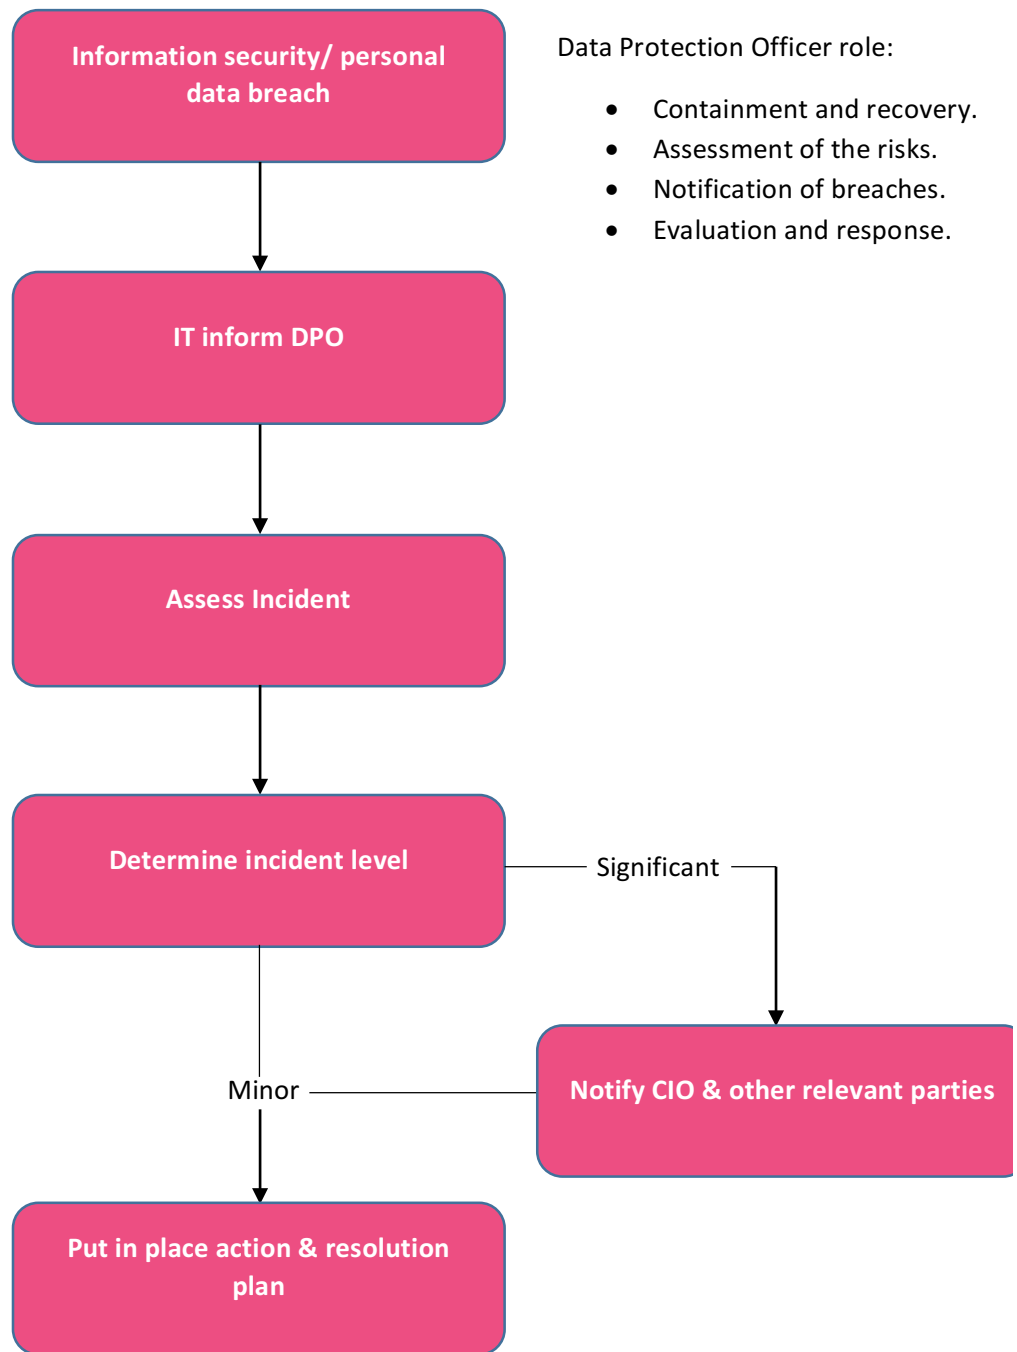 Information security/ personal
data breach
Data Protection Officer role:
• Containment and recovery.
• Assessment of the risks.
• Notification of breaches.
• Evaluation and response.
IT inform DPO
Assess Incident
Determine incident level
Significant
Notify CIO & other relevant parties
Minor
Put in place action & resolution
plan